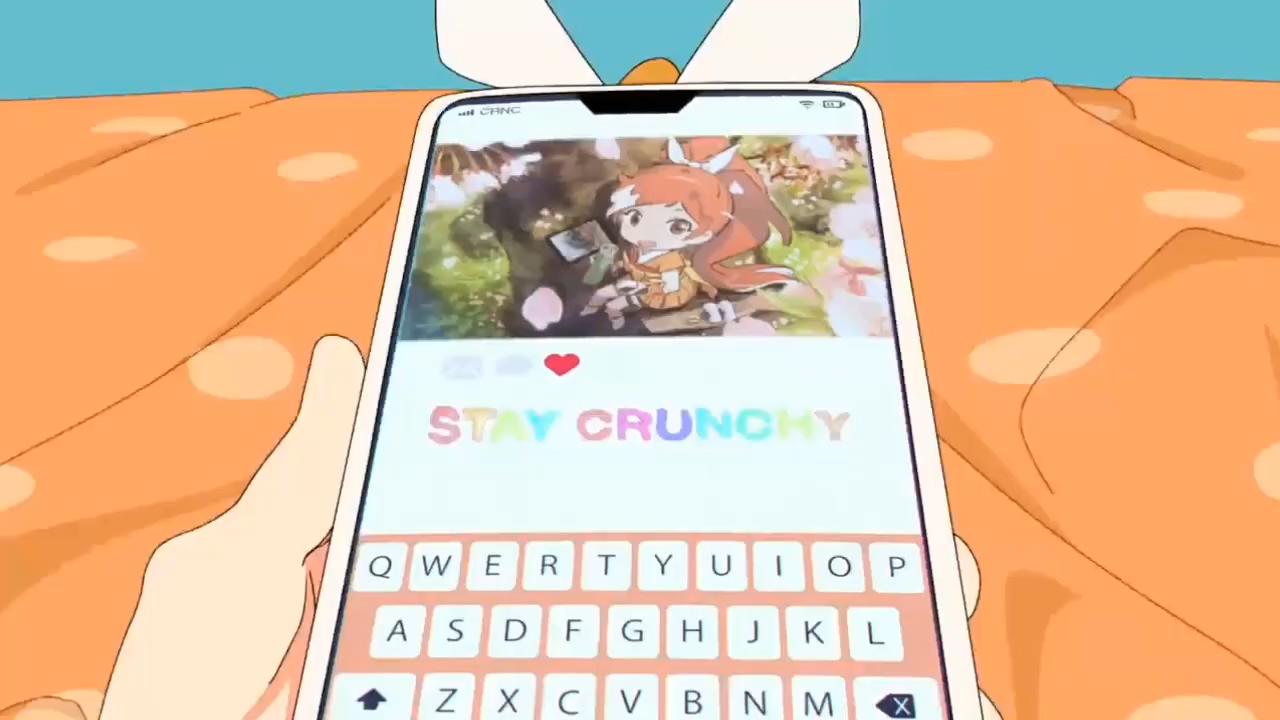 CRNC
STAY CRUNCHY
Q W E R T Y U I O P
A S D F G H J K L
Z X C V B N M X